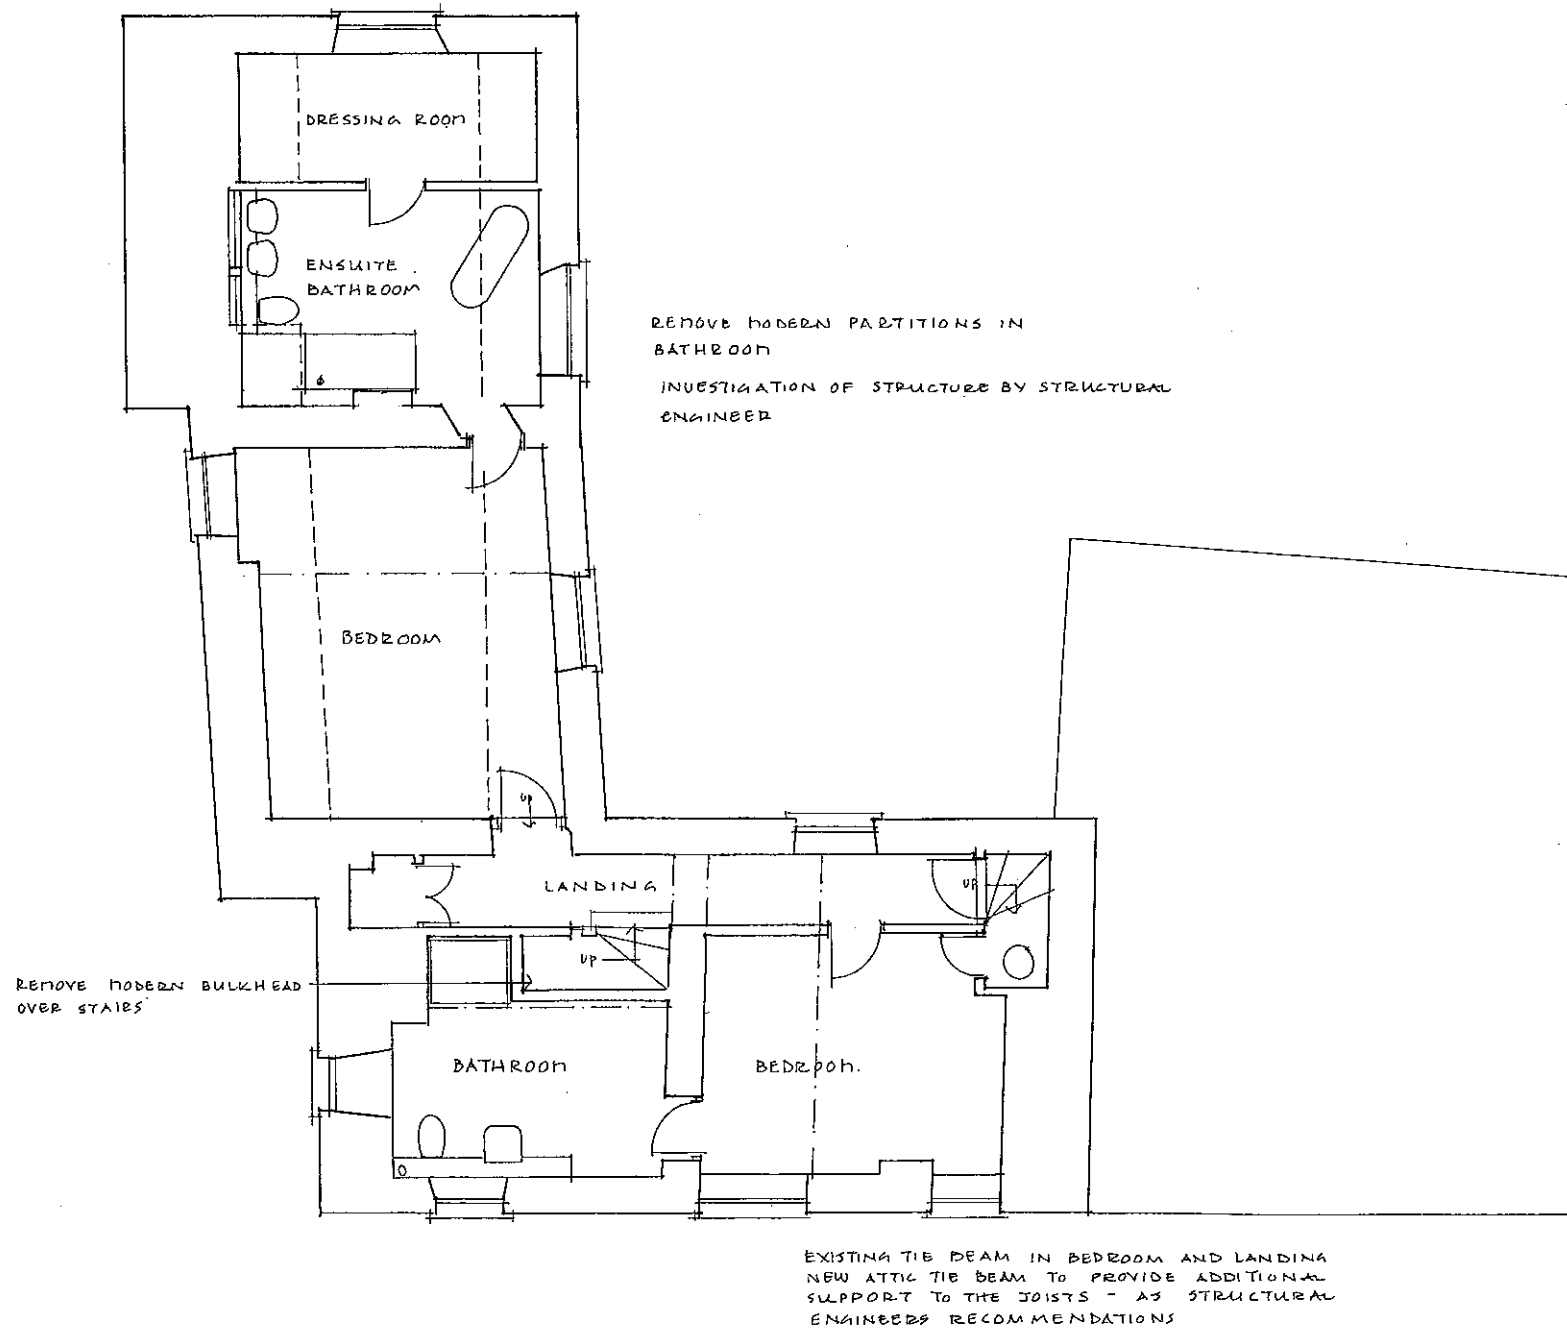 DRESSING ROOM
ENSUITE
BATHROOM
REMOVE MODERN PARTITIONS IN
BATHROOM
INVESTIGATION OF STRUCTURE BY STRUCTURAL
ENGINEER
BEDROOM
UP
LANDING
UP
UP
REMOVE MODERN BULKHEAD
OVER STAIRS
BATHROOM
BEDROOM.
EXISTING TIE BEAM IN BEDROOM AND LANDING
NEW ATTIC TIE BEAM TO PROVIDE ADDITIONAL
SUPPORT TO THE JOISTS - AS STRUCTURAL
ENGINEERS RECOMMENDATIONS